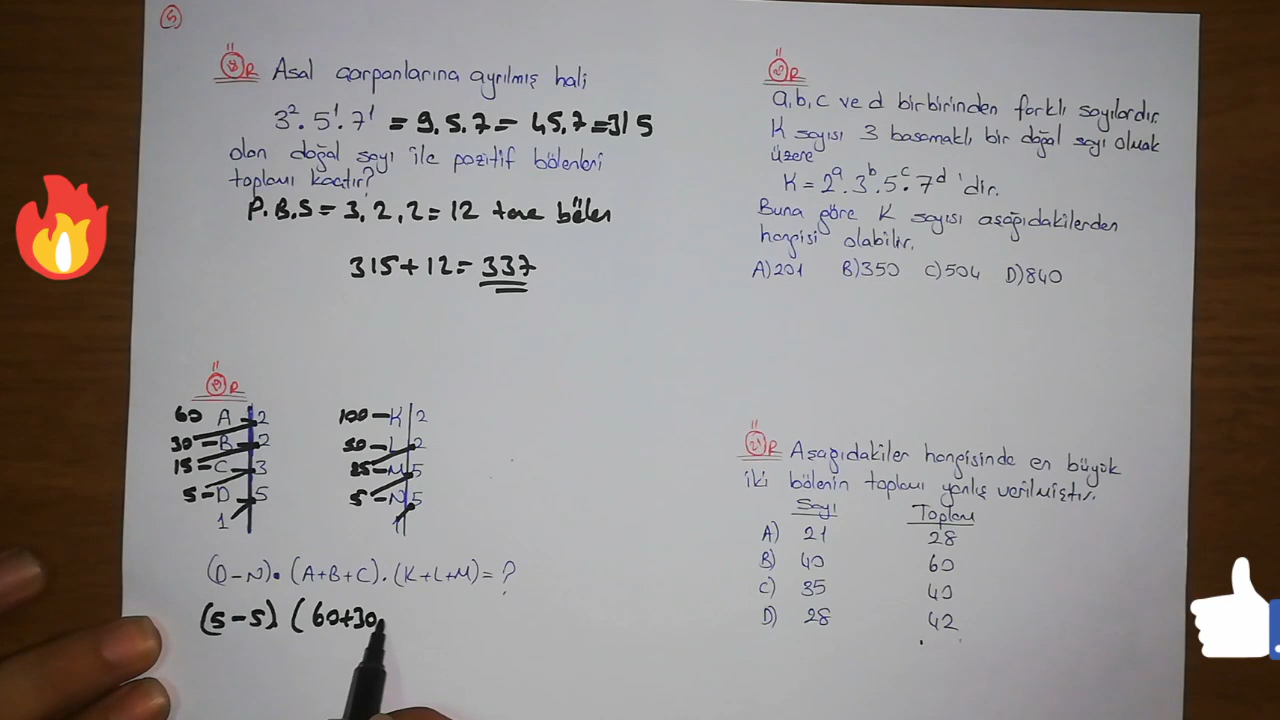 5
18 R Asal çarpanlarına ayrılmış hali
3². 5¹. 7¹ = 9.5.7 = 45.7 = 315
olan doğal sayı ile pozitif bölenleri
toplamı kaçtır?
P.B.S = 3.2.2 = 12 tane bölen
315+12 = 337
19 R
60 A 2
30 B 2
15 C 3
5 D 5
1
100 K 2
50 L 2
25 M 5
5 N 5
1
(D-N). (A+B+C). (K+L+M) = ?
(5-5) (60+30
20 R
a, b, c ve d birbirinden farklı sayılardır.
K sayısı 3 basamaklı bir doğal sayı olmak
üzere
K = 2ᵃ. 3ᵇ. 5ᶜ. 7ᵈ 'dir.
Buna göre K sayısı aşağıdakilerden
hangisi olabilir.
A) 201 B) 350 C) 504 D) 840
21 R Aşağıdakiler hangisinde en büyük
iki bölenin toplamı yanlış verilmiştir.
Sayı Toplam
A) 21 28
B) 40 60
C) 35 40
D) 28 42